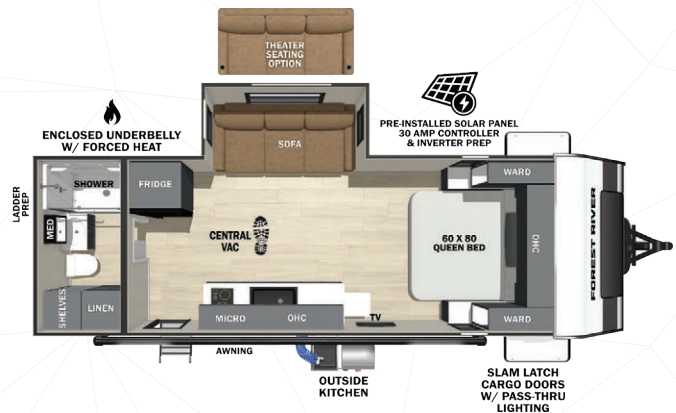 THEATER
SEATING
OPTION
ENCLOSED UNDERBELLY
W/ FORCED HEAT
PRE-INSTALLED SOLAR PANEL
30 AMP CONTROLLER
& INVERTER PREP
SOFA
LADDER
PREP
SHOWER
FRIDGE
WARD
MED
CENTRAL
VAC
60 X 80
QUEEN BED
OHC
FOREST RIVER
SHELVES
LINEN
MICRO
OHC
TV
WARD
AWNING
OUTSIDE
KITCHEN
SLAM LATCH
CARGO DOORS
W/ PASS-THRU
LIGHTING